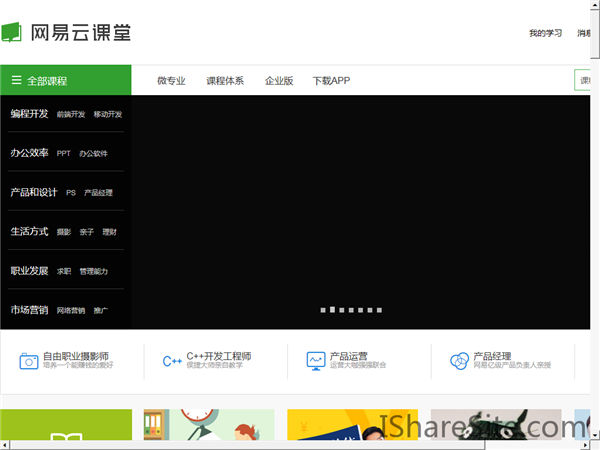 网易云课堂
我的学习 消息
全部课程 微专业 课程体系 企业版 下载APP
编程开发 前端开发 移动开发
办公效率 PPT 办公软件
产品和设计 PS 产品经理
生活方式 摄影 亲子 理财
职业发展 求职 管理能力
市场营销 网络营销 推广
自由职业摄影师
培养一个能赚钱的爱好
C++
C++开发工程师
侯捷大师亲自教学
产品运营
运营大咖强强联合
产品经理
网易亿级产品负责人亲授
IShareSite.com